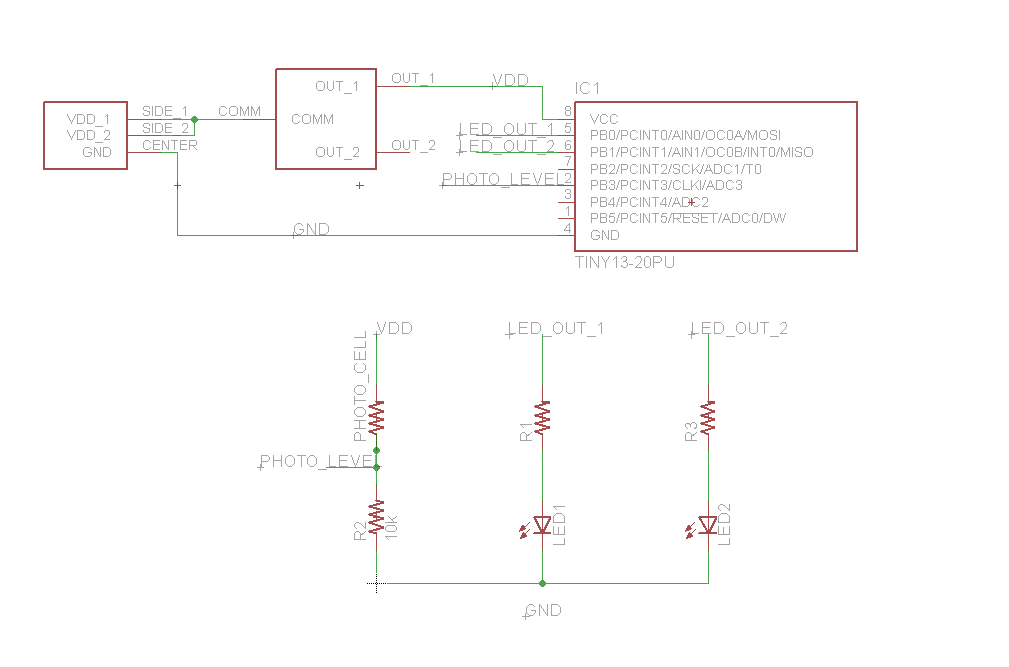 VDD_1
VDD_2
GND
SIDE_1
SIDE_2
CENTER
COMM
OUT_1
COMM
OUT_2
OUT_1
OUT_2
VDD
LED_OUT_1
LED_OUT_2
PHOTO_LEVEL
GND
IC1
8 VCC
5 PB0/PCINT0/AIN0/OC0A/MOSI
6 PB1/PCINT1/AIN1/OC0B/INT0/MISO
7 PB2/PCINT2/SCK/ADC1/T0
2 PB3/PCINT3/CLKI/ADC3
3 PB4/PCINT4/ADC2
1 PB5/PCINT5/RESET/ADC0/DW
4 GND
TINY13-20PU
VDD
PHOTO_CELL
PHOTO_LEVEL
R2
10K
LED_OUT_1
R1
LED1
LED_OUT_2
R3
LED2
GND